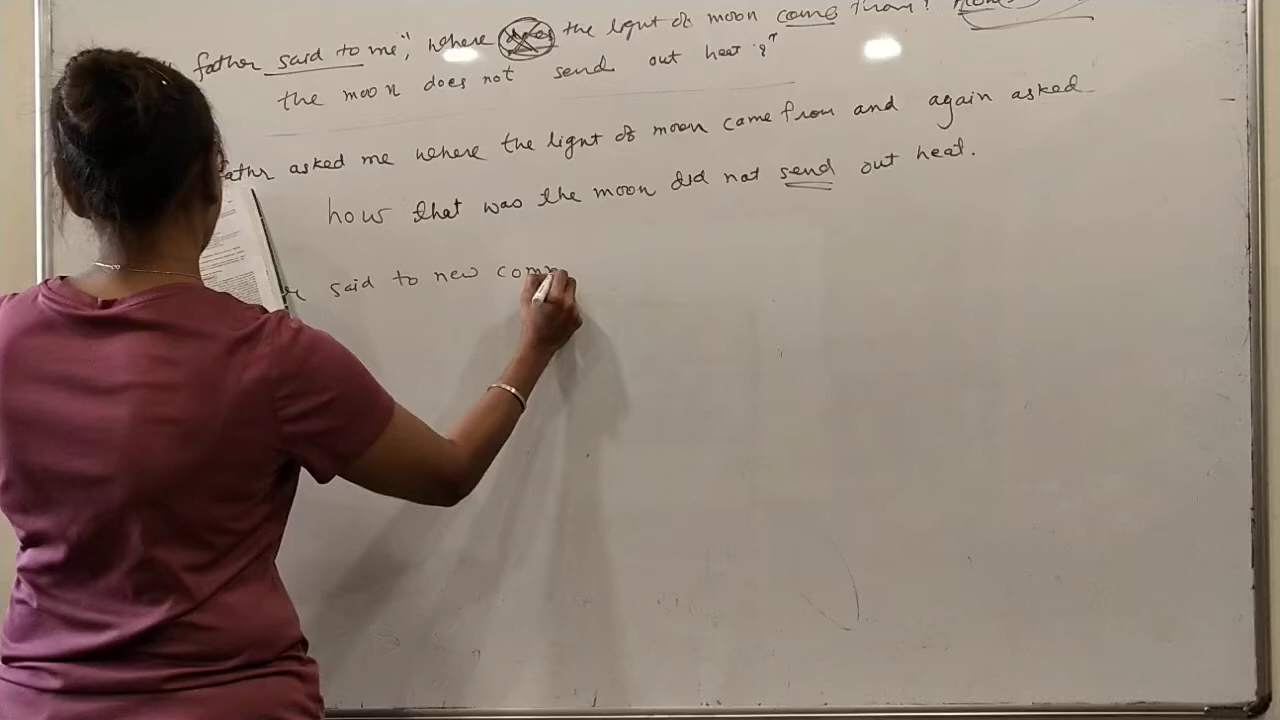 father said to me", where the light of moon come from?
the moon does not send out heat ?"
father asked me where the light of moon came from and again asked
how that was the moon did not send out heat.
said to new comm